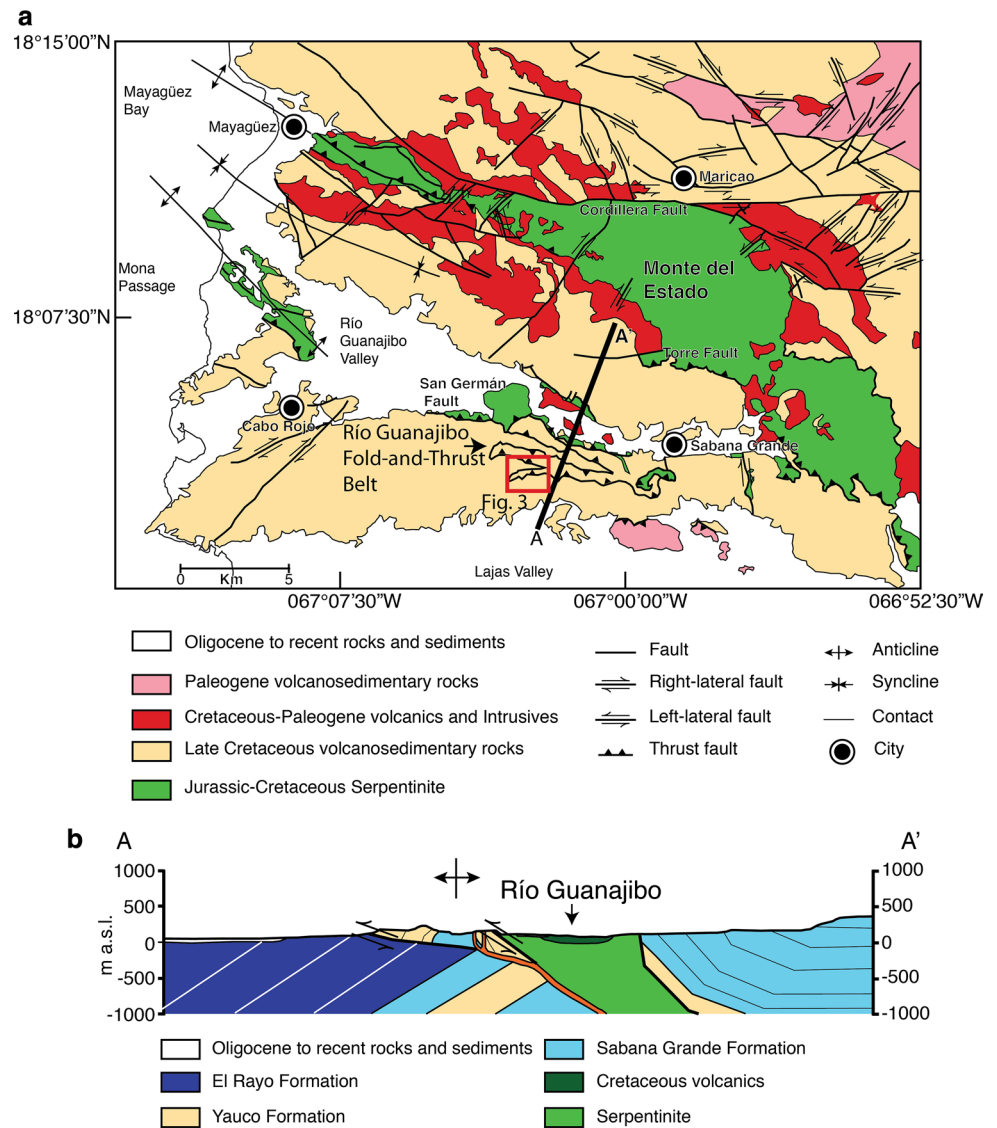 a
18°15'00"N
Mayagüez
Bay
Mayagüez
Maricao
Cordillera Fault
Mona
Passage
Monte del
Estado
18°07'30"N
Río
Guanajibo
Valley
A'
Torre Fault
San Germán
Fault
Cabo Rojo
Río Guanajibo
Fold-and-Thrust
Belt
Sabana Grande
Fig. 3
A
0 Km 5
Lajas Valley
067°07'30"W
067°00'00"W
066°52'30"W
Oligocene to recent rocks and sediments
Paleogene volcanosedimentary rocks
Cretaceous-Paleogene volcanics and Intrusives
Late Cretaceous volcanosedimentary rocks
Jurassic-Cretaceous Serpentinite
Fault
Right-lateral fault
Left-lateral fault
Thrust fault
Anticline
Syncline
Contact
City
b
A
A'
Río Guanajibo
m a.s.l.
1000
500
0
-500
-1000
1000
500
0
-500
-1000
Oligocene to recent rocks and sediments
El Rayo Formation
Yauco Formation
Sabana Grande Formation
Cretaceous volcanics
Serpentinite